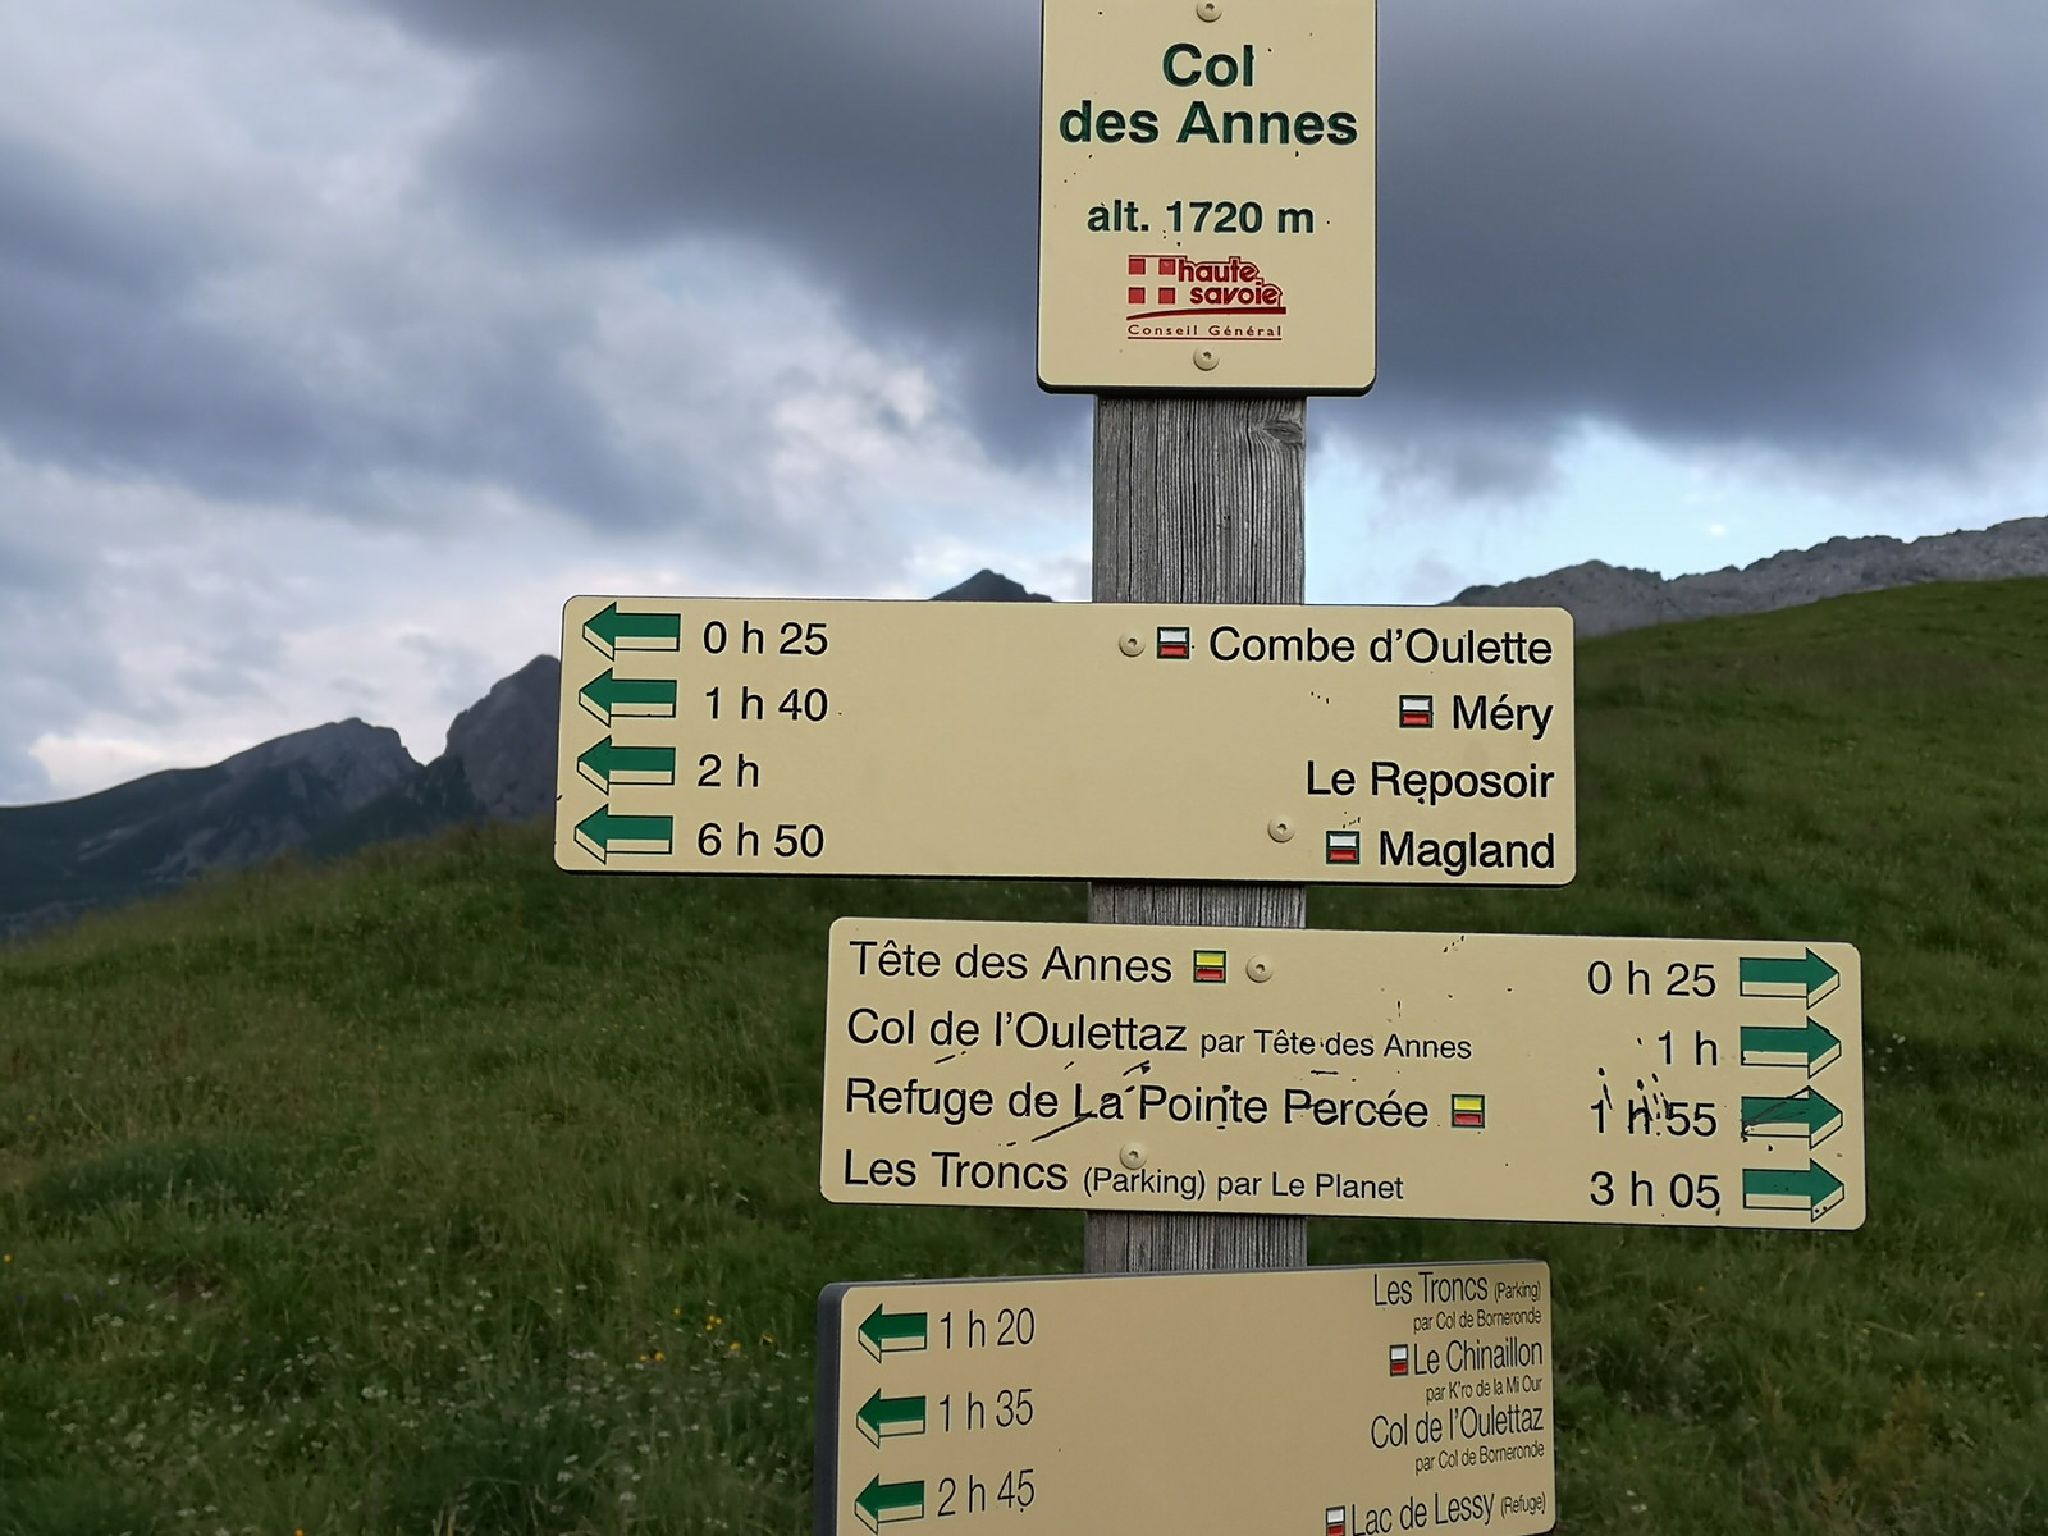 Col
des Annes
alt. 1720 m
haute
savoie
Conseil Général
0 h 25 Combe d'Oulette
1 h 40 Méry
2 h Le Reposoir
6 h 50 Magland
Tête des Annes 0 h 25
Col de l'Oulettaz par Tête des Annes 1 h
Refuge de La Pointe Percée 1 h 55
Les Troncs (Parking) par Le Planet 3 h 05
1 h 20 Les Troncs (Parking)
par Col de Borneronde
1 h 35 Le Chinaillon
par K'ro de la Mi Our
2 h 45 Col de l'Oulettaz
par Col de Borneronde
Lac de Lessy (Refuge)